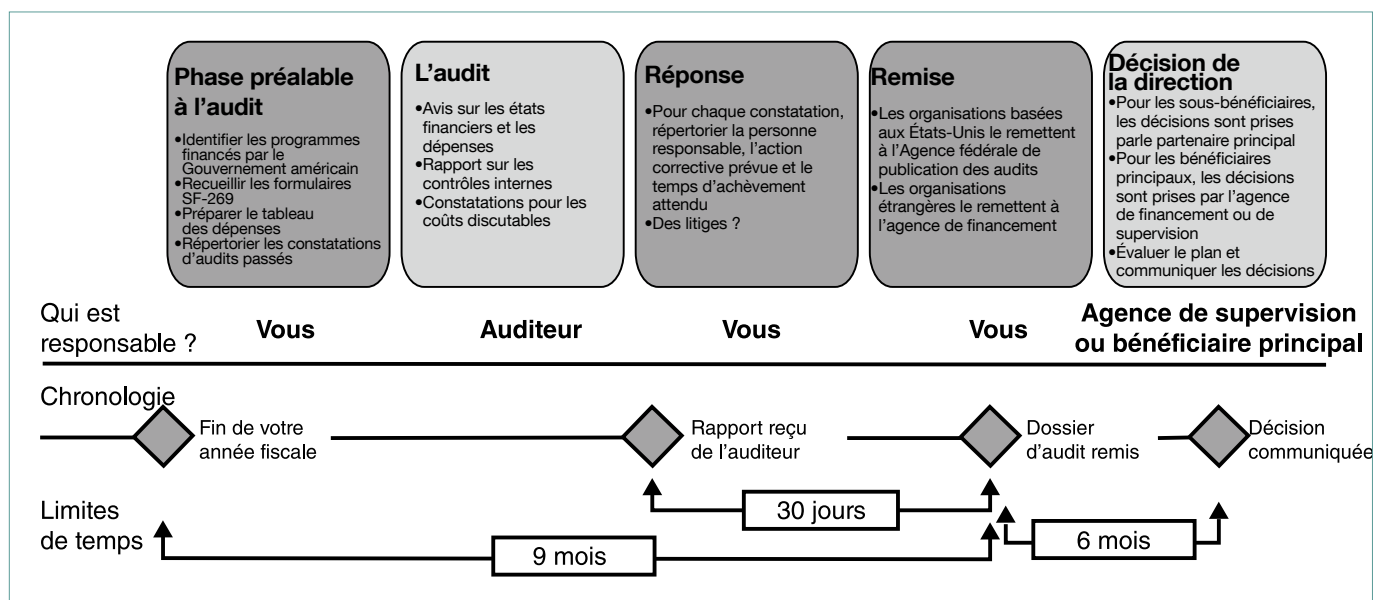 Phase préalable
à l'audit
•Identifier les programmes
financés par le
Gouvernement américain
•Recueillir les formulaires
SF-269
•Préparer le tableau
des dépenses
•Répertorier les constatations
d'audits passés
L'audit
•Avis sur les états
financiers et les
dépenses
•Rapport sur les
contrôles internes
•Constatations pour les
coûts discutables
Réponse
•Pour chaque constatation,
répertorier la personne
responsable, l'action
corrective prévue et le
temps d'achèvement
attendu
•Des litiges ?
Remise
•Les organisations basées
aux États-Unis le remettent
à l'Agence fédérale de
publication des audits
•Les organisations
étrangères le remettent à
l'agence de financement
Décision de
la direction
•Pour les sous-bénéficiaires,
les décisions sont prises
parle partenaire principal
•Pour les bénéficiaires
principaux, les décisions
sont prises par l'agence
de financement ou de
supervision
•Évaluer le plan et
communiquer les décisions
Qui est
responsable ?
Vous
Auditeur
Vous
Vous
Agence de supervision
ou bénéficiaire principal
Chronologie
Fin de votre
année fiscale
Rapport reçu
de l'auditeur
Dossier
d'audit remis
Décision
communiquée
Limites
de temps
30 jours
9 mois
6 mois